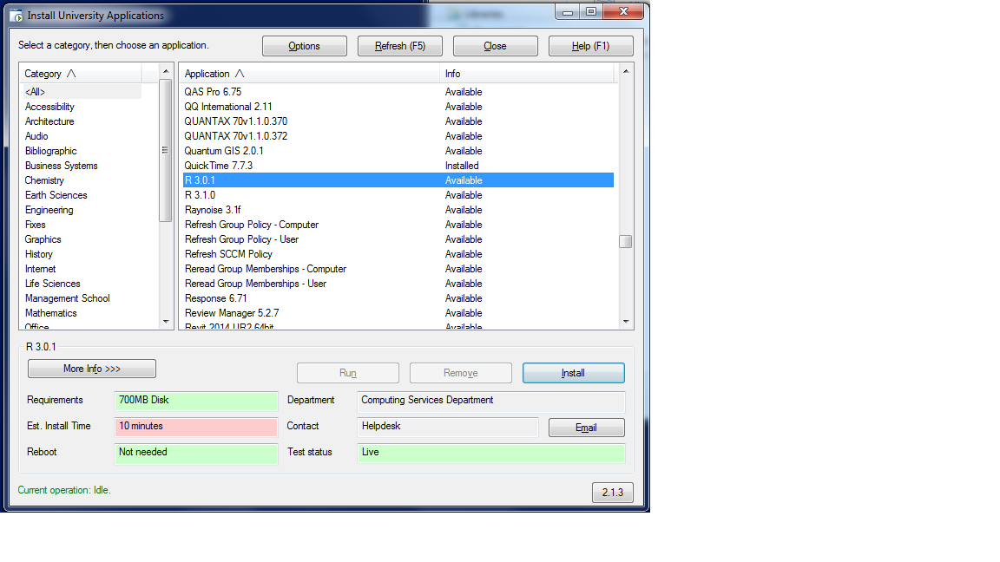 Install University Applications
Libraries
Select a category, then choose an application.
Options
Refresh (F5)
Close
Help (F1)
Category
Application Info
<All>
Accessibility
Architecture
Audio
Bibliographic
Business Systems
Chemistry
Earth Sciences
Engineering
Fixes
Graphics
History
Internet
Life Sciences
Management School
Mathematics
Office
QAS Pro 6.75 Available
QQ International 2.11 Available
QUANTAX 70v1.1.0.370 Available
QUANTAX 70v1.1.0.372 Available
Quantum GIS 2.0.1 Available
QuickTime 7.7.3 Installed
R 3.0.1 Available
R 3.1.0 Available
Raynoise 3.1f Available
Refresh Group Policy - Computer Available
Refresh Group Policy - User Available
Refresh SCCM Policy Available
Reread Group Memberships - Computer Available
Reread Group Memberships - User Available
Response 6.71 Available
Review Manager 5.2.7 Available
Revit 2014 UR2 64bit Available
R 3.0.1
More Info >>>
Run
Remove
Install
Requirements 700MB Disk
Department Computing Services Department
Est. Install Time 10 minutes
Contact Helpdesk
Email
Reboot Not needed
Test status Live
Current operation: Idle.
2.1.3